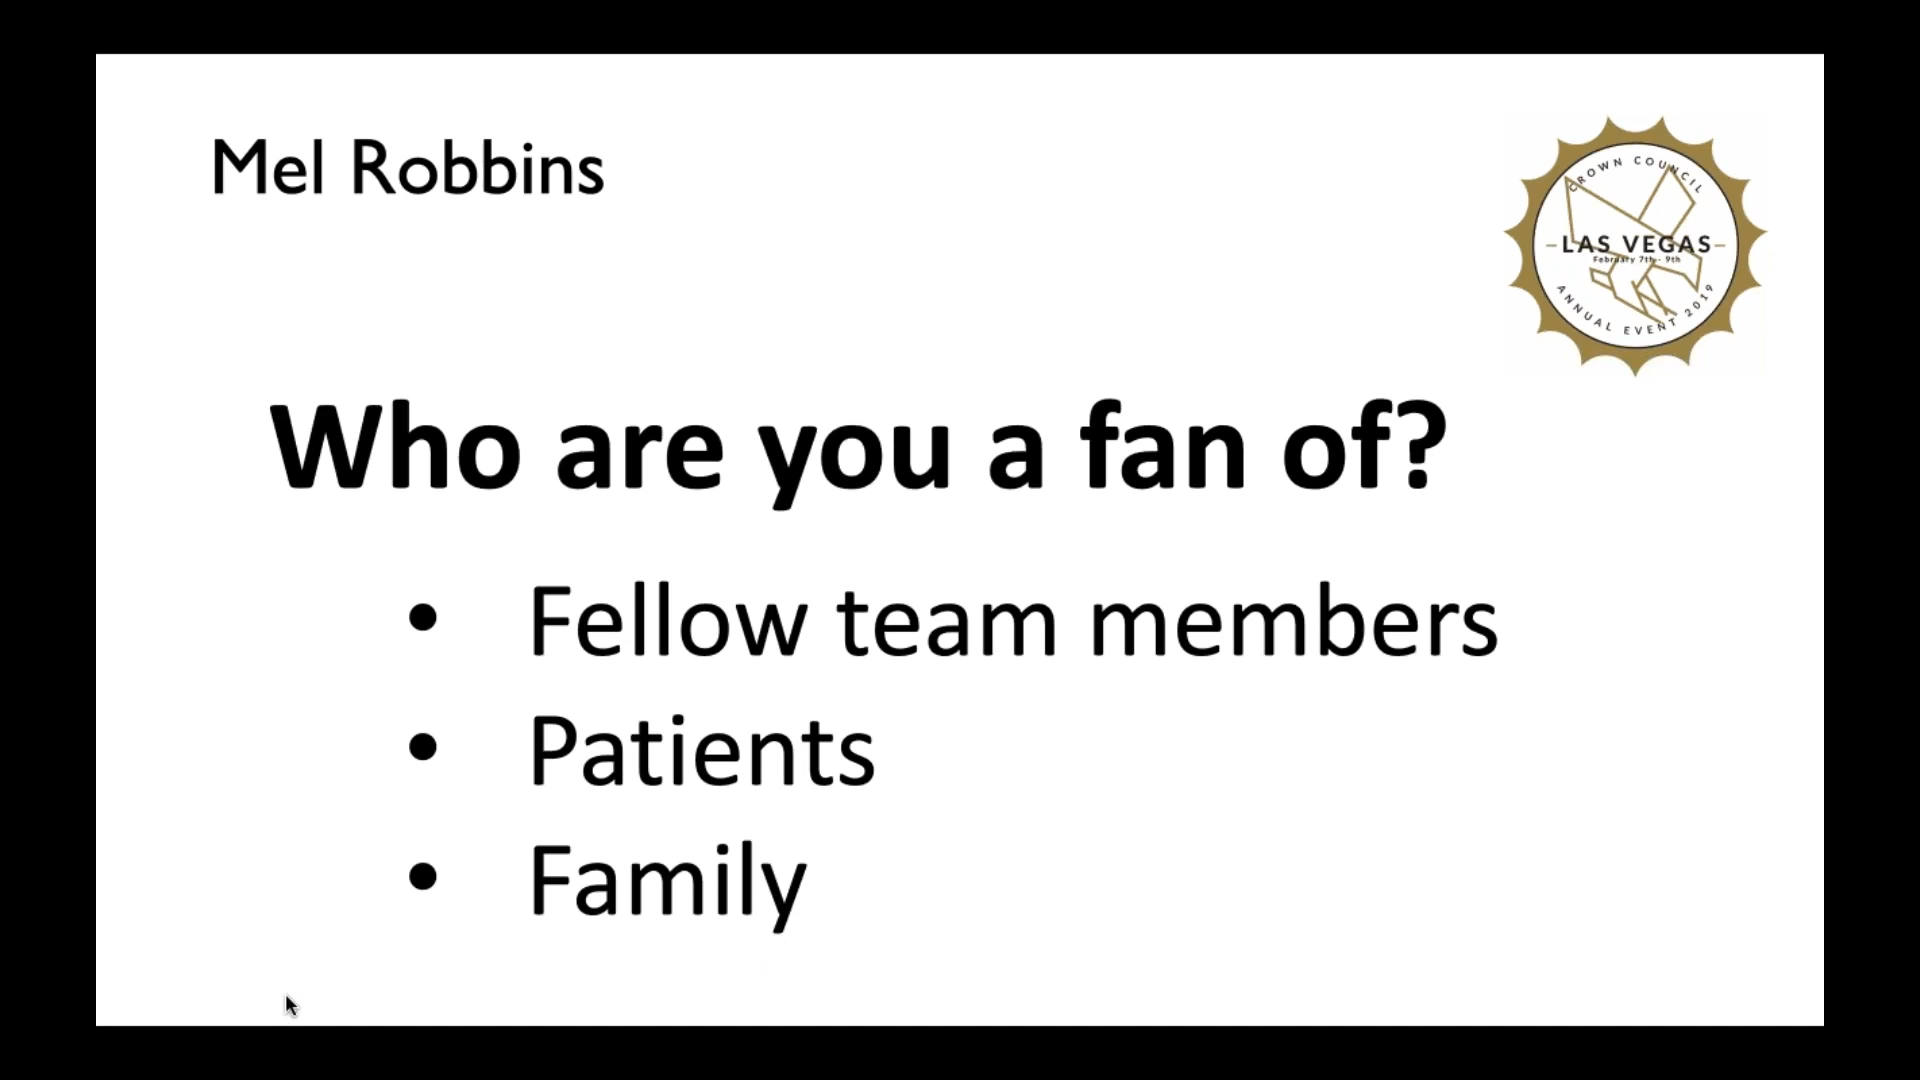 Mel Robbins
CROWN COUNCIL
LAS VEGAS
February 7th - 9th
ANNUAL EVENT 2019
Who are you a fan of?
• Fellow team members
• Patients
• Family